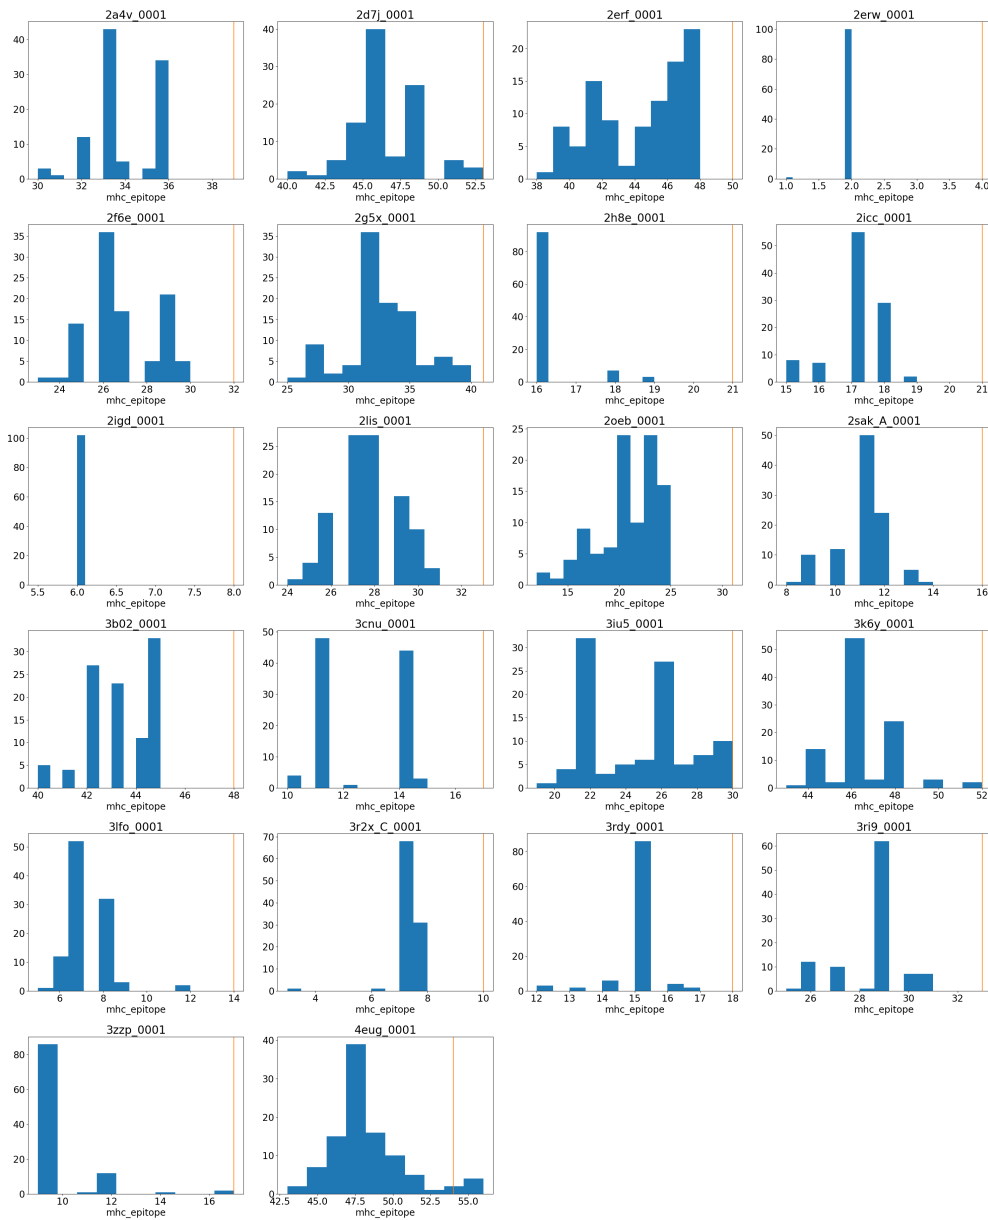 2a4v_0001 2d7j_0001 2erf_0001 2erw_0001
40 30 20 10 0
40 30 20 10 0
20 15 10 5 0
100 80 60 40 20 0
30 32 34 36 38
40.0 42.5 45.0 47.5 50.0 52.5
38 40 42 44 46 48 50
1.0 1.5 2.0 2.5 3.0 3.5 4.0
mhc_epitope mhc_epitope mhc_epitope mhc_epitope
2f6e_0001 2g5x_0001 2h8e_0001 2icc_0001
35 30 25 20 15 10 5 0
35 30 25 20 15 10 5 0
80 60 40 20 0
50 40 30 20 10 0
24 26 28 30 32
25 30 35 40
16 17 18 19 20 21
15 16 17 18 19 20 21
mhc_epitope mhc_epitope mhc_epitope mhc_epitope
2igd_0001 2lis_0001 2oeb_0001 2sak_A_0001
100 80 60 40 20 0
25 20 15 10 5 0
25 20 15 10 5 0
50 40 30 20 10 0
5.5 6.0 6.5 7.0 7.5 8.0
24 26 28 30 32
15 20 25 30
8 10 12 14 16
mhc_epitope mhc_epitope mhc_epitope mhc_epitope
3b02_0001 3cnu_0001 3iu5_0001 3k6y_0001
30 25 20 15 10 5 0
50 40 30 20 10 0
30 25 20 15 10 5 0
50 40 30 20 10 0
40 42 44 46 48
10 12 14 16
20 22 24 26 28 30
44 46 48 50 52
mhc_epitope mhc_epitope mhc_epitope mhc_epitope
3lfo_0001 3r2x_C_0001 3rdy_0001 3ri9_0001
50 40 30 20 10 0
70 60 50 40 30 20 10 0
80 60 40 20 0
60 50 40 30 20 10 0
6 8 10 12 14
4 6 8 10
12 13 14 15 16 17 18
26 28 30 32
mhc_epitope mhc_epitope mhc_epitope mhc_epitope
3zzp_0001 4eug_0001
80 60 40 20 0
40 30 20 10 0
10 12 14 16
42.5 45.0 47.5 50.0 52.5 55.0
mhc_epitope mhc_epitope